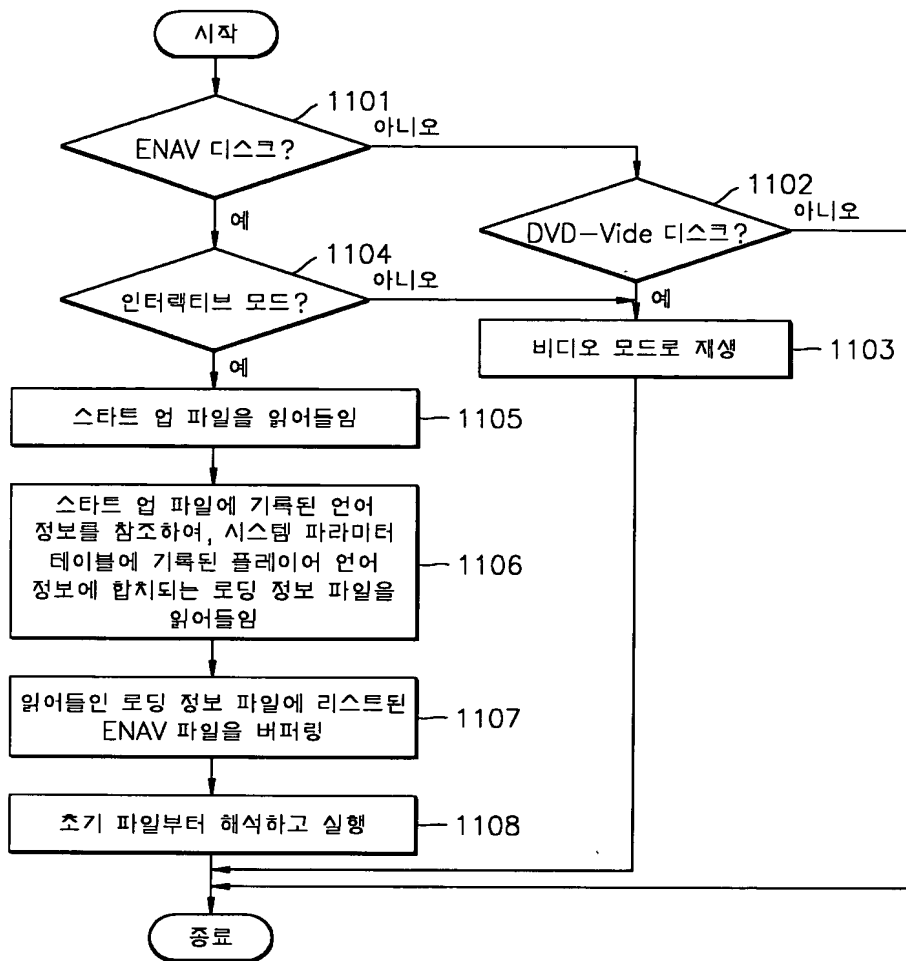 시작
1101
ENAV 디스크?
아니오
예
1102
DVD-Vide 디스크?
아니오
예
1104
인터랙티브 모드?
아니오
예
비디오 모드로 재생
1103
스타트 업 파일을 읽어들임
1105
스타트 업 파일에 기록된 언어
정보를 참조하여, 시스템 파라미터
테이블에 기록된 플레이어 언어
정보에 합치되는 로딩 정보 파일을
읽어들임
1106
읽어들인 로딩 정보 파일에 리스트된
ENAV 파일을 버퍼링
1107
초기 파일부터 해석하고 실행
1108
종료